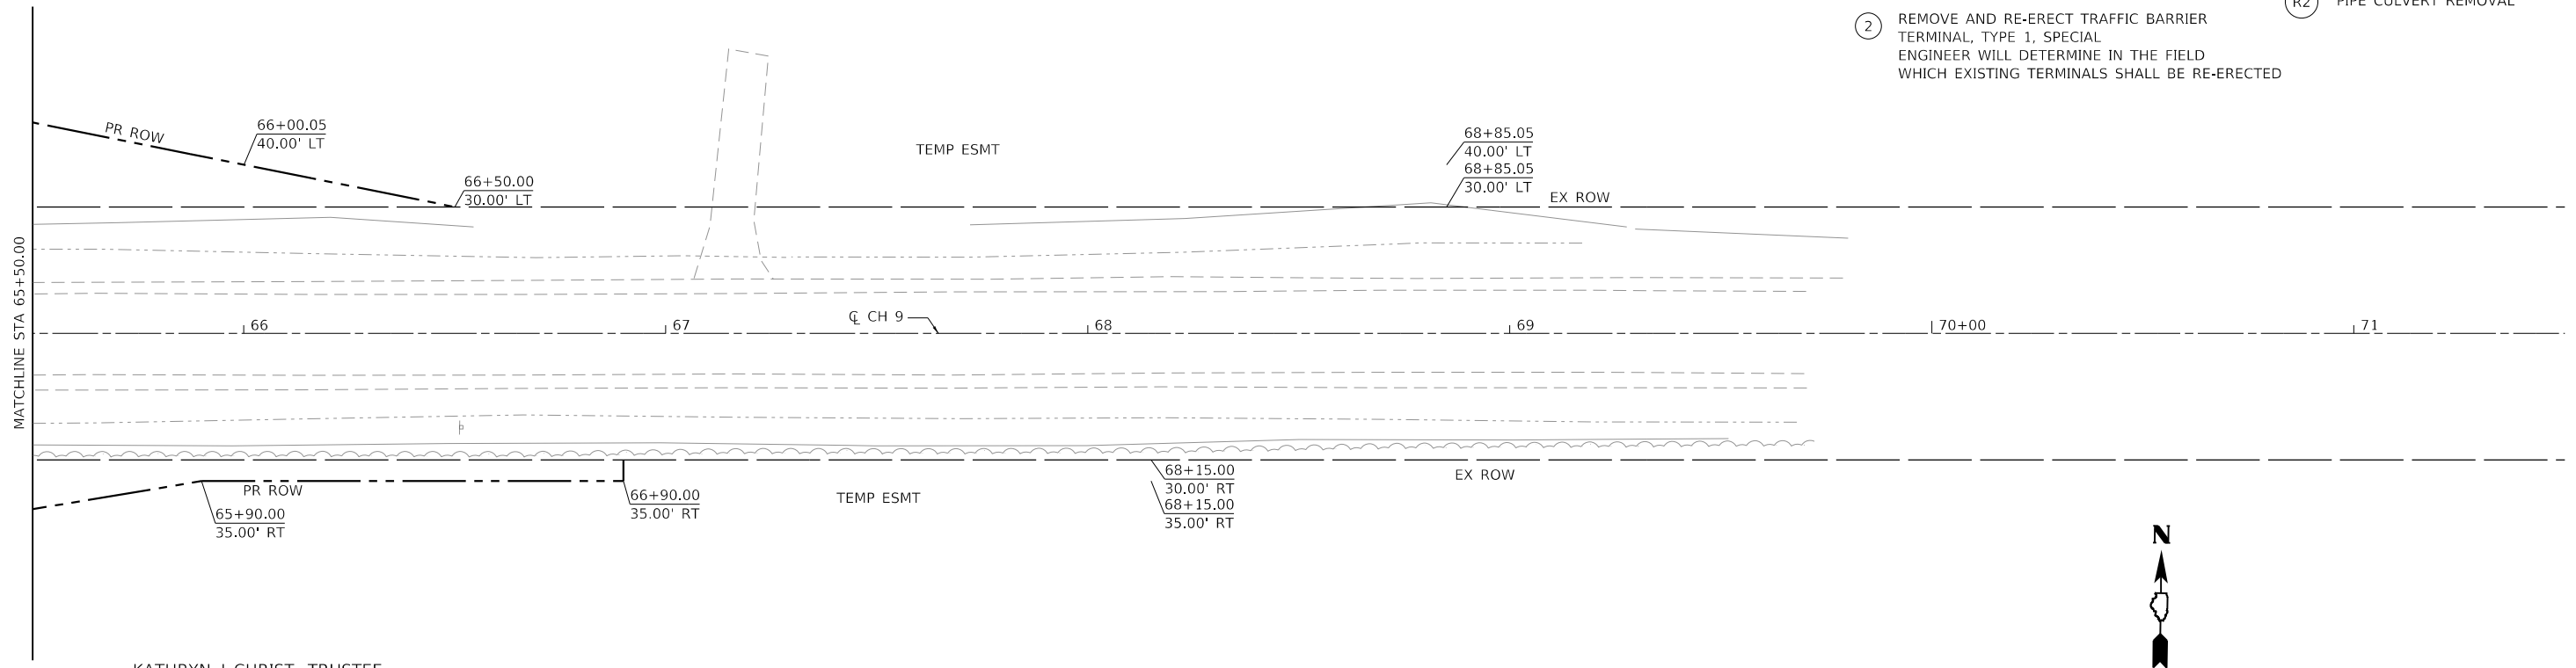 R2 PIPE CULVERT REMOVAL
2 REMOVE AND RE-ERECT TRAFFIC BARRIER
TERMINAL, TYPE 1, SPECIAL
ENGINEER WILL DETERMINE IN THE FIELD
WHICH EXISTING TERMINALS SHALL BE RE-ERECTED
PR ROW
66+00.05
40.00' LT
TEMP ESMT
68+85.05
40.00' LT
68+85.05
30.00' LT
66+50.00
30.00' LT
EX ROW
MATCHLINE STA 65+50.00
66
67
℄ CH 9
68
69
70+00
71
P
PR ROW
65+90.00
35.00' RT
66+90.00
35.00' RT
TEMP ESMT
68+15.00
30.00' RT
68+15.00
35.00' RT
EX ROW
N
KATHRYN J CHRIST, TRUSTEE